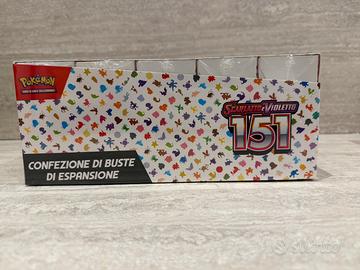 POKÉMON
SCARLATTO E VIOLETTO
151
CONFEZIONE DI BUSTE
DI ESPANSIONE